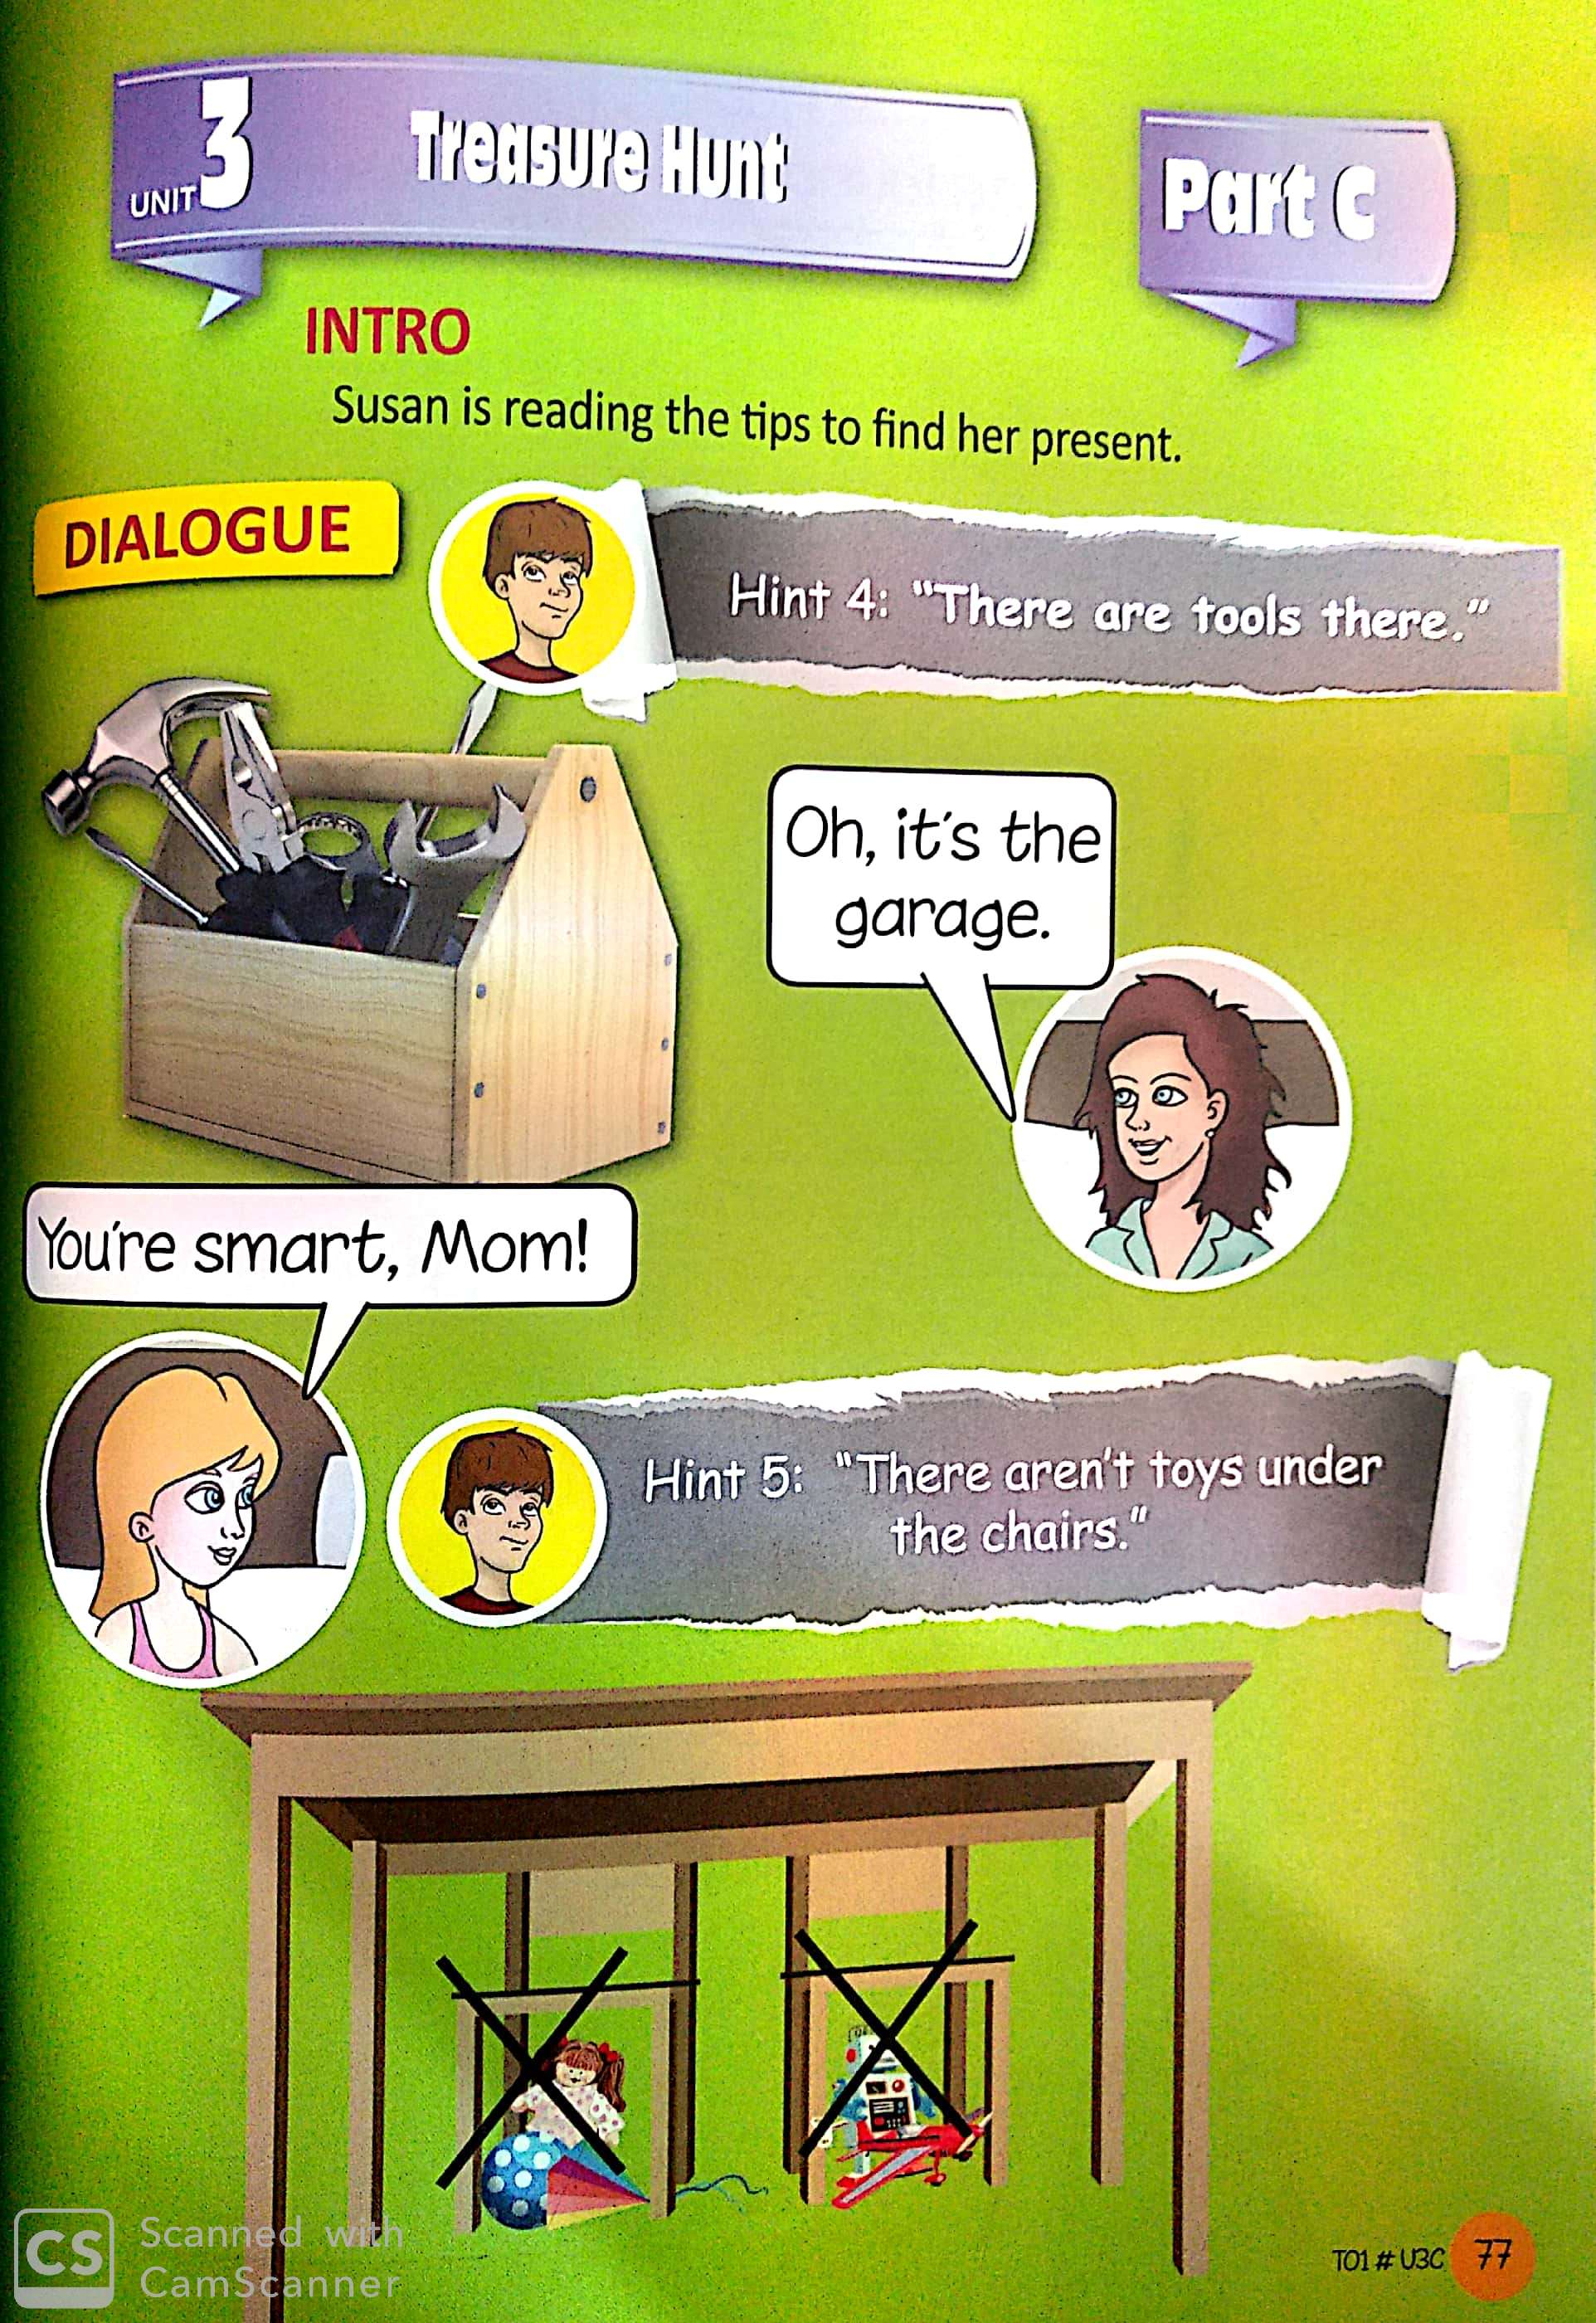 UNIT 3
Treasure Hunt
Part C
INTRO
Susan is reading the tips to find her present.
DIALOGUE
Hint 4: "There are tools there."
Oh, it's the
garage.
You're smart, Mom!
Hint 5: "There aren't toys under
the chairs."
CS
Scanned with
CamScanner
T01 # U3C 77